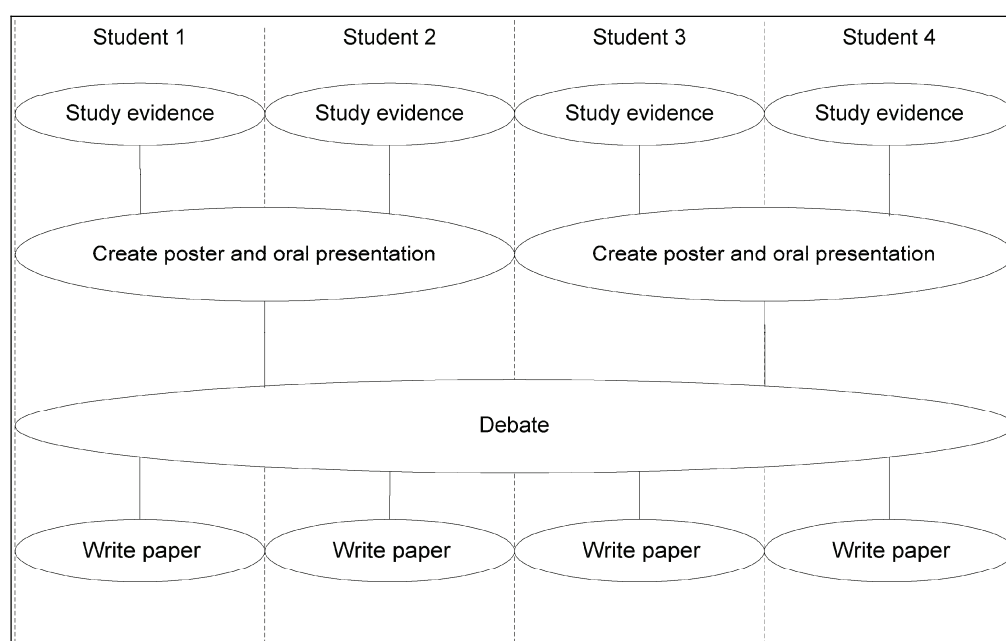 Student 1 Student 2 Student 3 Student 4
Study evidence Study evidence Study evidence Study evidence
Create poster and oral presentation Create poster and oral presentation
Debate
Write paper Write paper Write paper Write paper